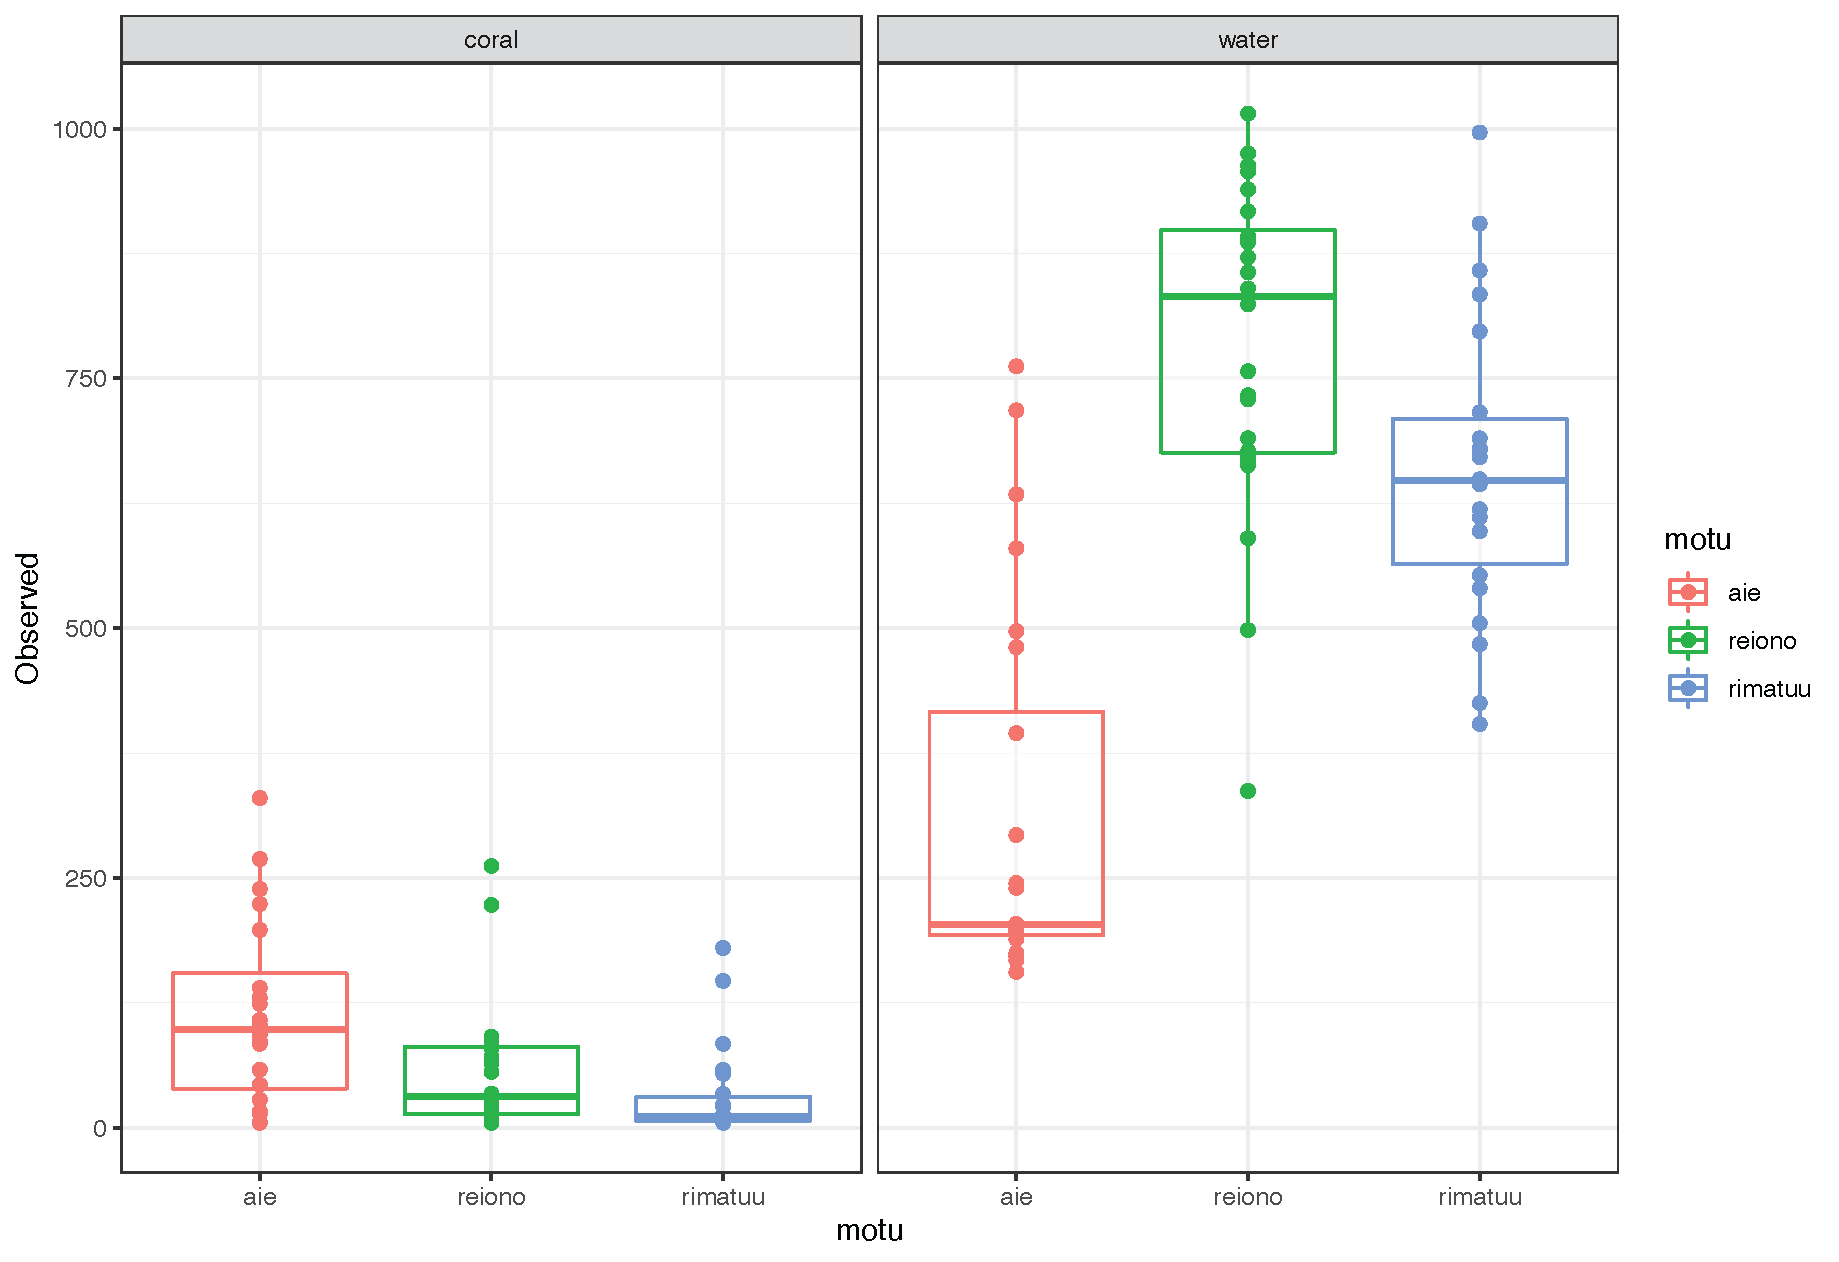 coral
water
1000
750
500
250
0
Observed
aie
reiono
rimatuu
aie
reiono
rimatuu
motu
motu
aie
reiono
rimatuu